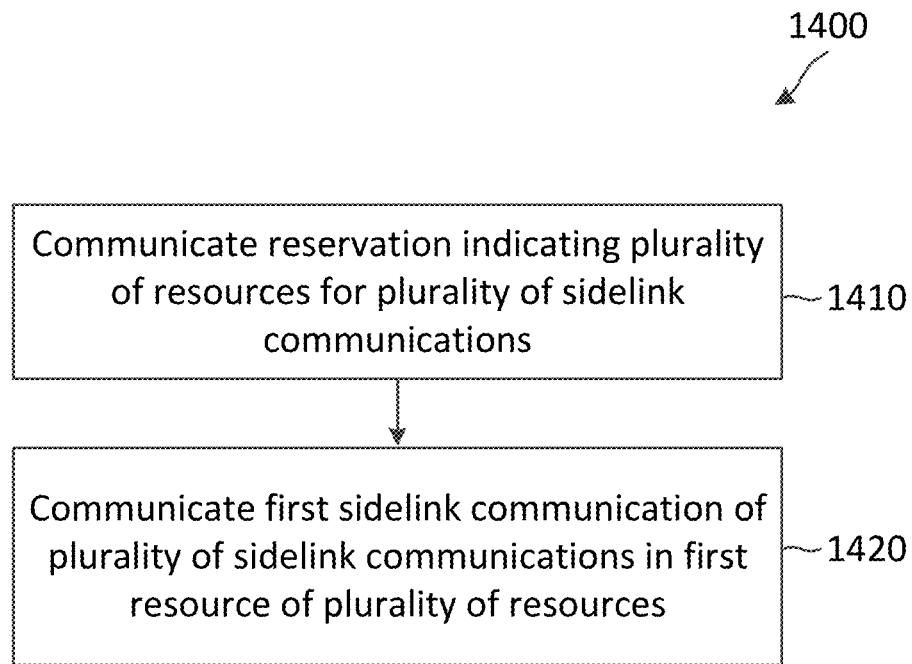 1400
Communicate reservation indicating plurality
of resources for plurality of sidelink
communications
1410
Communicate first sidelink communication of
plurality of sidelink communications in first
resource of plurality of resources
1420